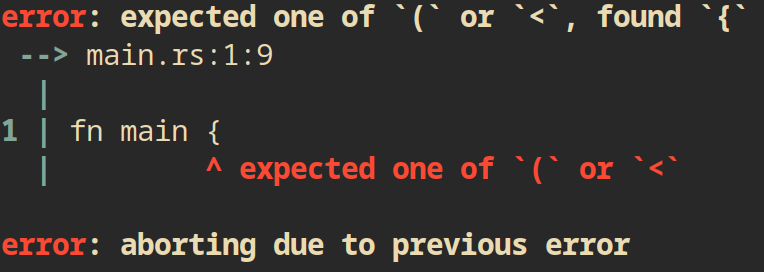 error: expected one of `(` or `<`, found `{`
 --> main.rs:1:9
  |
1 | fn main {
  |         ^ expected one of `(` or `<`

error: aborting due to previous error